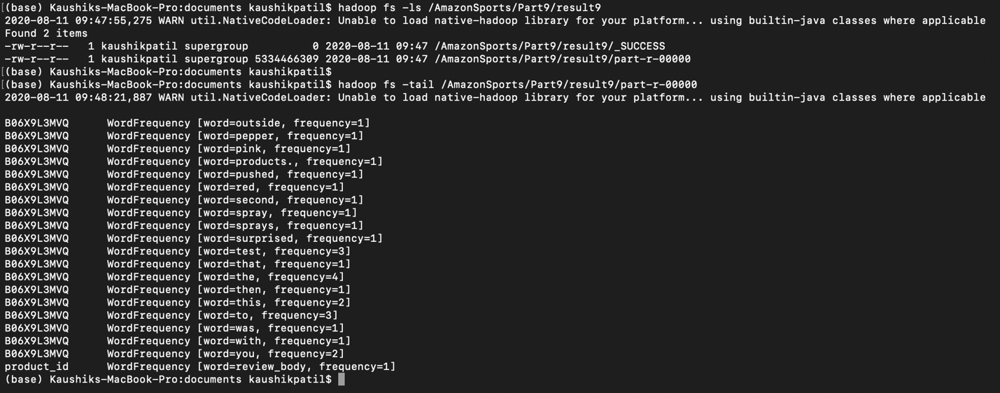 [(base) Kaushiks-MacBook-Pro:documents kaushikpatil$ hadoop fs -ls /AmazonSports/Part9/result9
2020-08-11 09:47:55,275 WARN util.NativeCodeLoader: Unable to load native-hadoop library for your platform... using builtin-java classes where applicable
Found 2 items
-rw-r--r--   1 kaushikpatil supergroup          0 2020-08-11 09:47 /AmazonSports/Part9/result9/_SUCCESS
-rw-r--r--   1 kaushikpatil supergroup 5334466309 2020-08-11 09:47 /AmazonSports/Part9/result9/part-r-00000
[(base) Kaushiks-MacBook-Pro:documents kaushikpatil$
[(base) Kaushiks-MacBook-Pro:documents kaushikpatil$ hadoop fs -tail /AmazonSports/Part9/result9/part-r-00000
2020-08-11 09:48:21,887 WARN util.NativeCodeLoader: Unable to load native-hadoop library for your platform... using builtin-java classes where applicable
B06X9L3MVQ      WordFrequency [word=outside, frequency=1]
B06X9L3MVQ      WordFrequency [word=pepper, frequency=1]
B06X9L3MVQ      WordFrequency [word=pink, frequency=1]
B06X9L3MVQ      WordFrequency [word=products., frequency=1]
B06X9L3MVQ      WordFrequency [word=pushed, frequency=1]
B06X9L3MVQ      WordFrequency [word=red, frequency=1]
B06X9L3MVQ      WordFrequency [word=second, frequency=1]
B06X9L3MVQ      WordFrequency [word=spray, frequency=1]
B06X9L3MVQ      WordFrequency [word=sprays, frequency=1]
B06X9L3MVQ      WordFrequency [word=surprised, frequency=1]
B06X9L3MVQ      WordFrequency [word=test, frequency=3]
B06X9L3MVQ      WordFrequency [word=that, frequency=1]
B06X9L3MVQ      WordFrequency [word=the, frequency=4]
B06X9L3MVQ      WordFrequency [word=then, frequency=1]
B06X9L3MVQ      WordFrequency [word=this, frequency=2]
B06X9L3MVQ      WordFrequency [word=to, frequency=3]
B06X9L3MVQ      WordFrequency [word=was, frequency=1]
B06X9L3MVQ      WordFrequency [word=with, frequency=1]
B06X9L3MVQ      WordFrequency [word=you, frequency=2]
product_id      WordFrequency [word=review_body, frequency=1]
(base) Kaushiks-MacBook-Pro:documents kaushikpatil$